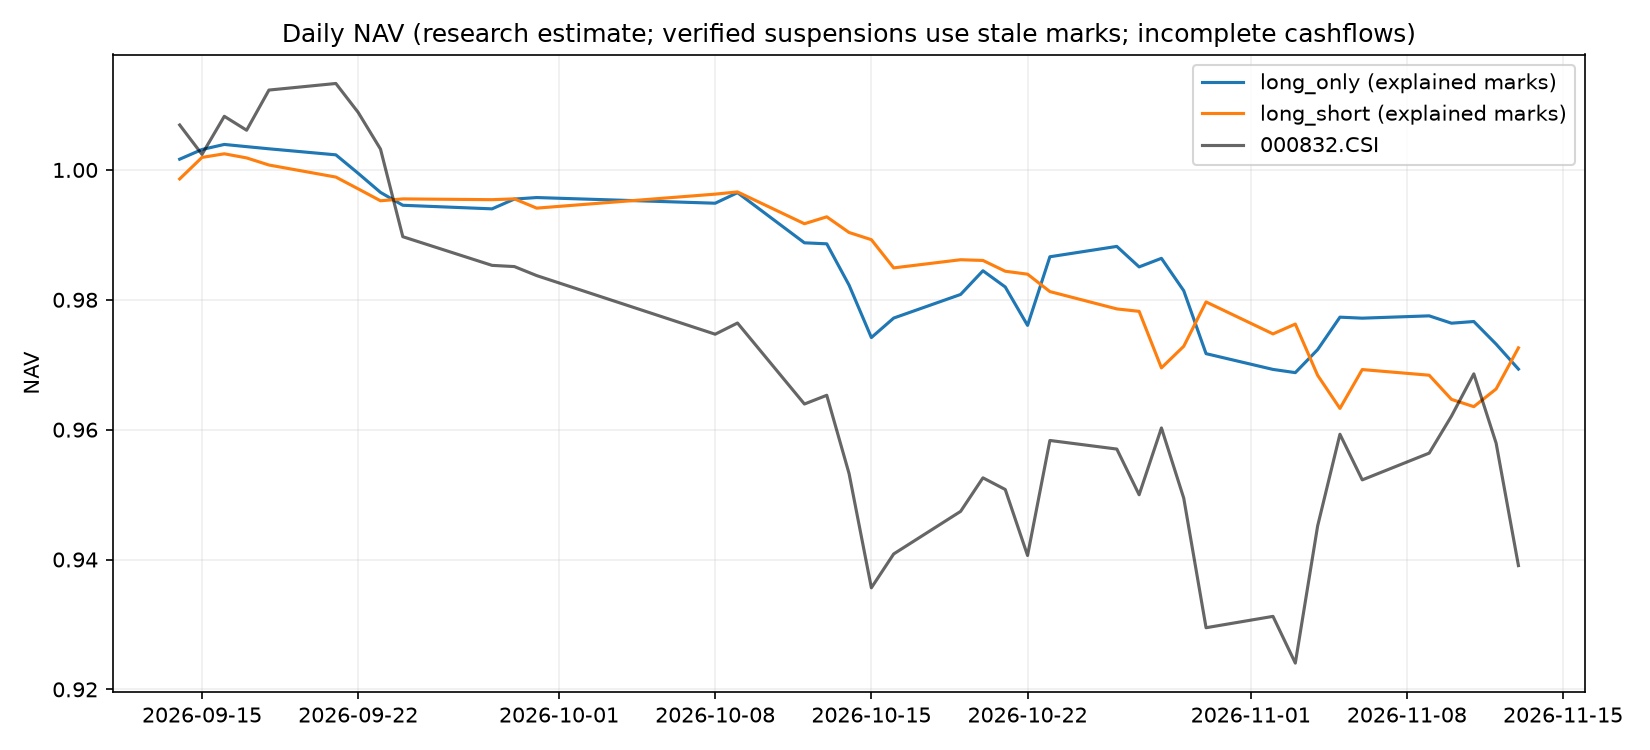 Daily NAV (research estimate; verified suspensions use stale marks; incomplete cashflows)
long_only (explained marks)
long_short (explained marks)
000832.CSI
NAV
1.00
0.98
0.96
0.94
0.92
2026-09-15
2026-09-22
2026-10-01
2026-10-08
2026-10-15
2026-10-22
2026-11-01
2026-11-08
2026-11-15